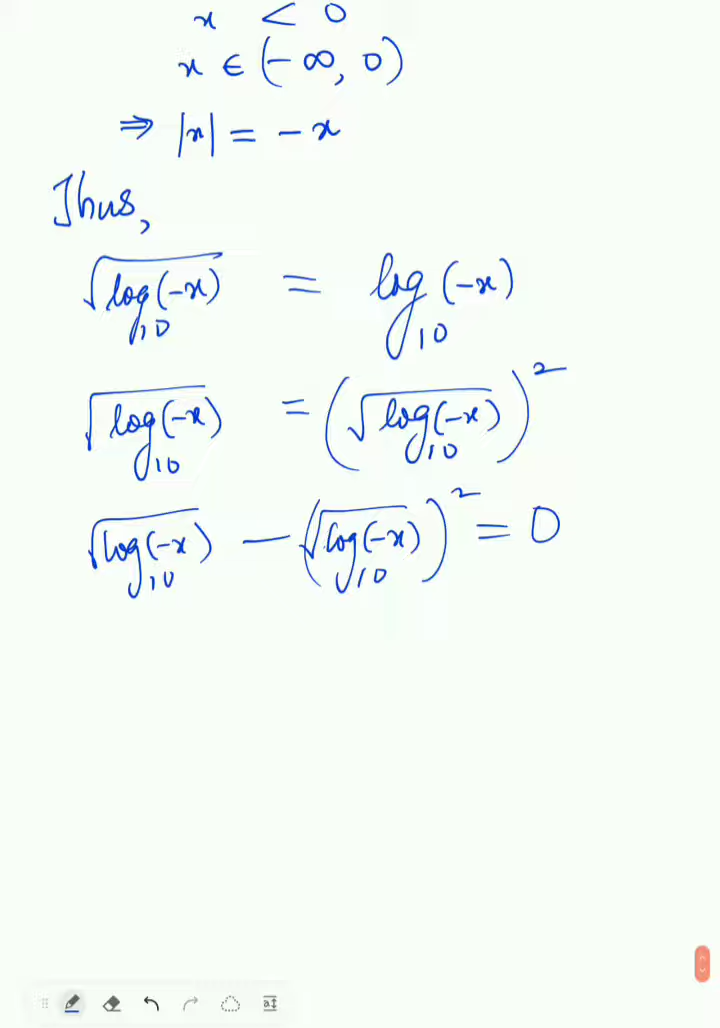 x < 0
x ∈ (-∞, 0)
⇒ |x| = -x
Thus,
√log₁₀(-x) = log₁₀(-x)
√log₁₀(-x) = (√log₁₀(-x))²
√log₁₀(-x) - (√log₁₀(-x))² = 0